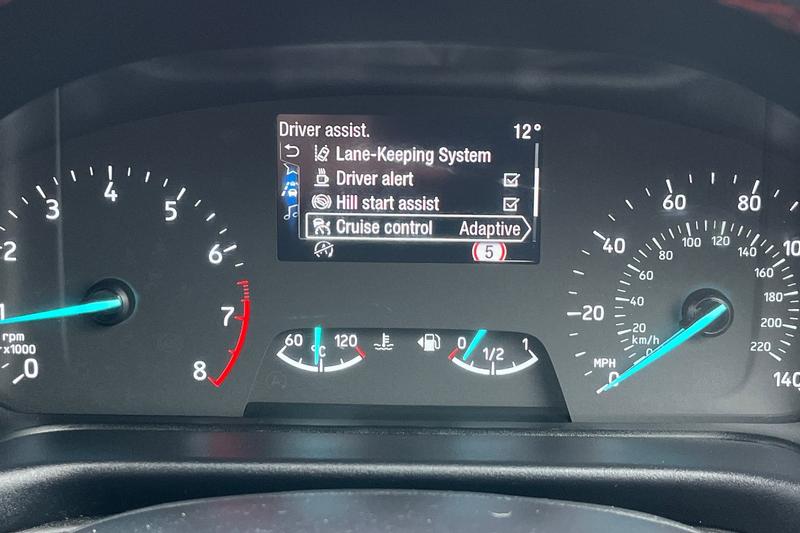 Driver assist. 12°
Lane-Keeping System
Driver alert
Hill start assist
Cruise control Adaptive
5
0 1 2 3 4 5 6 7 8
rpm
x1000
60 °C 120
0 1/2 1
0 20 40 60 80 10 140
MPH
0 20 40 60 80 100 120 140 160 180 200 220
km/h